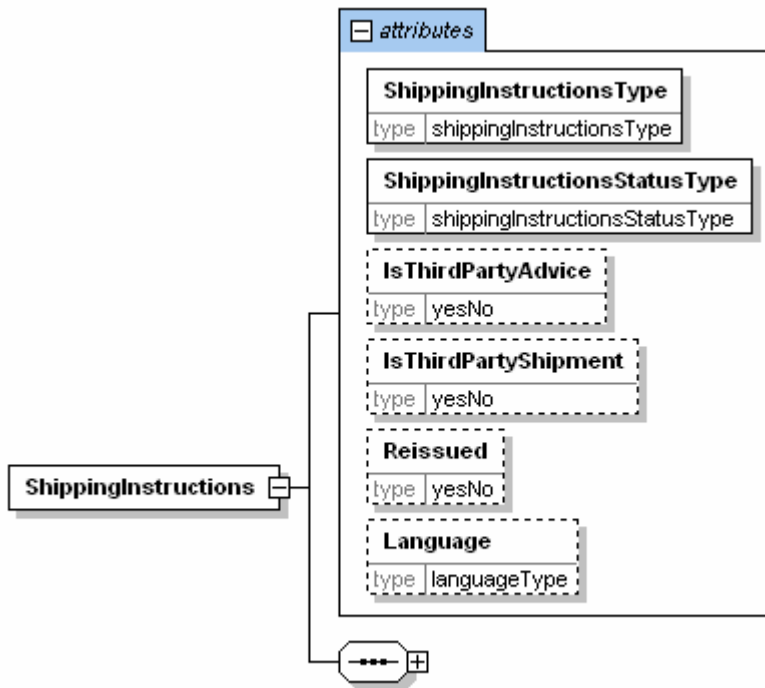 attributes
ShippingInstructionsType
type shippingInstructionsType
ShippingInstructionsStatusType
type shippingInstructionsStatusType
IsThirdPartyAdvice
type yesNo
IsThirdPartyShipment
type yesNo
Reissued
type yesNo
ShippingInstructions
Language
type languageType